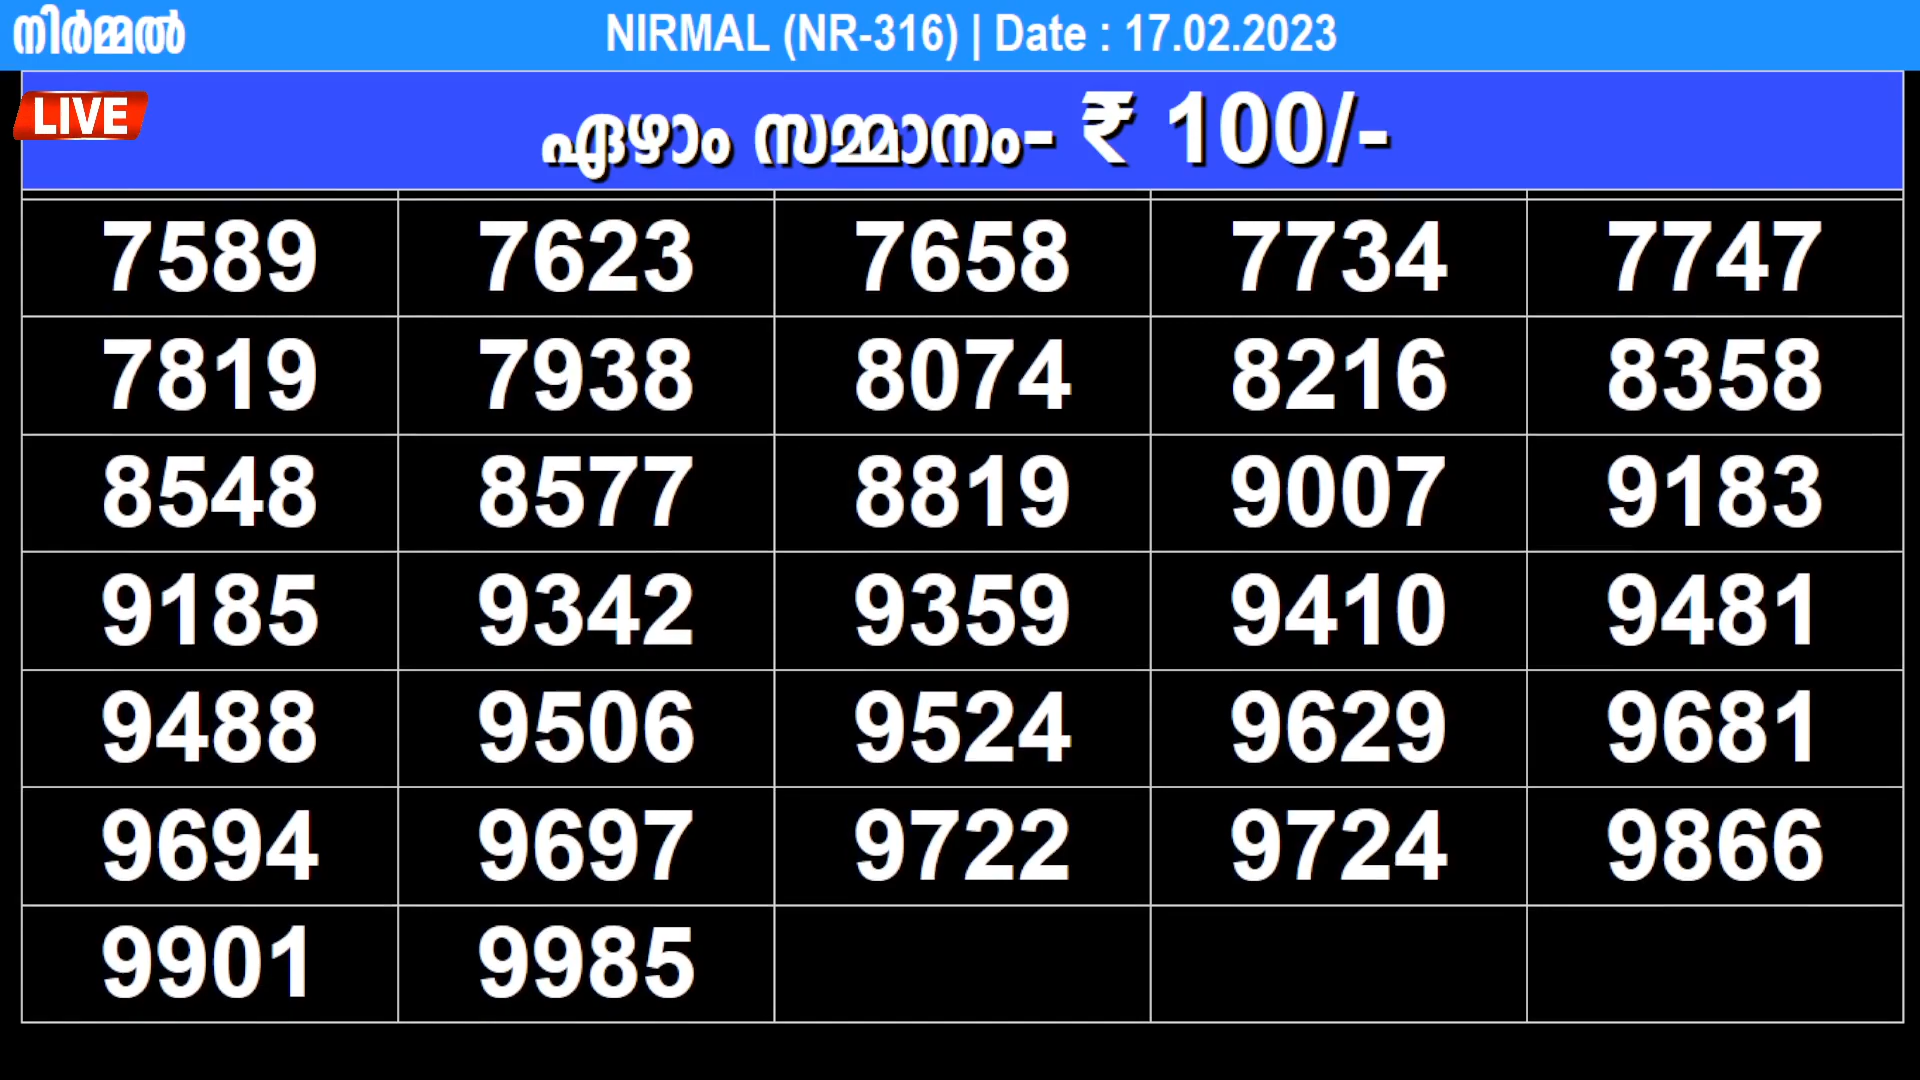 നിർമ്മൽ
NIRMAL (NR-316) | Date : 17.02.2023
LIVE
ഏഴാം സമ്മാനം- ₹ 100/-
7589 7623 7658 7734 7747
7819 7938 8074 8216 8358
8548 8577 8819 9007 9183
9185 9342 9359 9410 9481
9488 9506 9524 9629 9681
9694 9697 9722 9724 9866
9901 9985